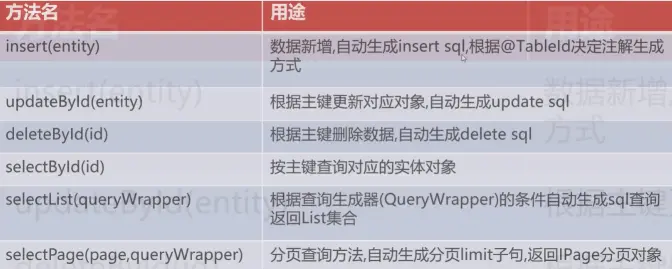 方法名 用途
insert(entity) 数据新增,自动生成insert sql,根据@TableId决定注解生成
方式
updateById(entity) 根据主键更新对应对象,自动生成update sql
deleteById(id) 根据主键删除数据,自动生成delete sql
selectById(id) 按主键查询对应的实体对象
selectList(queryWrapper) 根据查询生成器(QueryWrapper)的条件自动生成sql查询
返回List集合
selectPage(page,queryWrapper) 分页查询方法,自动生成分页limit子句,返回IPage分页对象